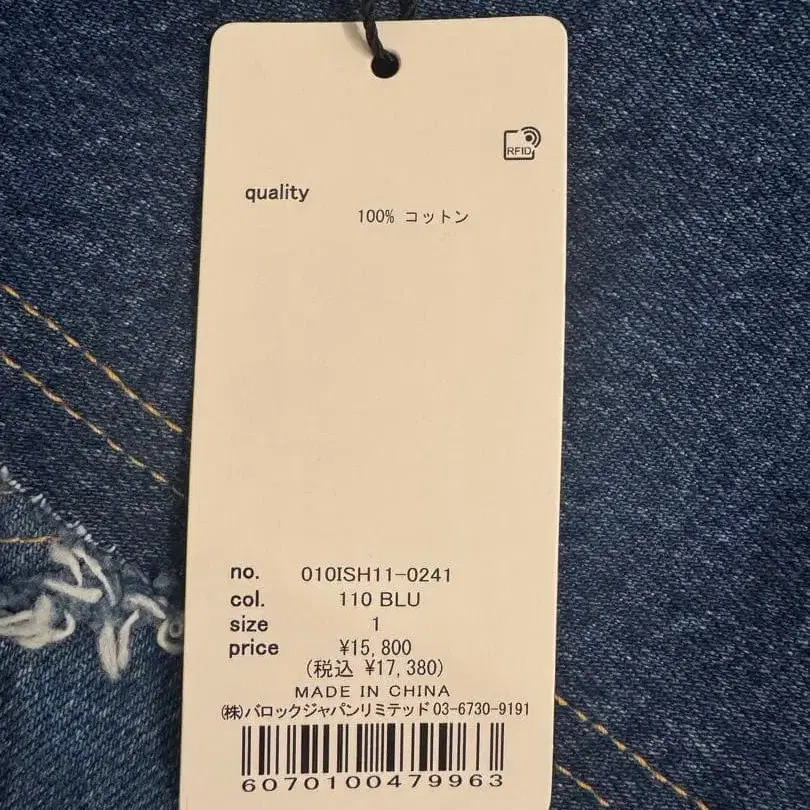 RFID
quality
100% コットン
no. 010ISH11-0241
col. 110 BLU
size 1
price ¥15,800
(税込 ¥17,380)
MADE IN CHINA
(株)バロックジャパンリミテッド 03-6730-9191
6070100479963